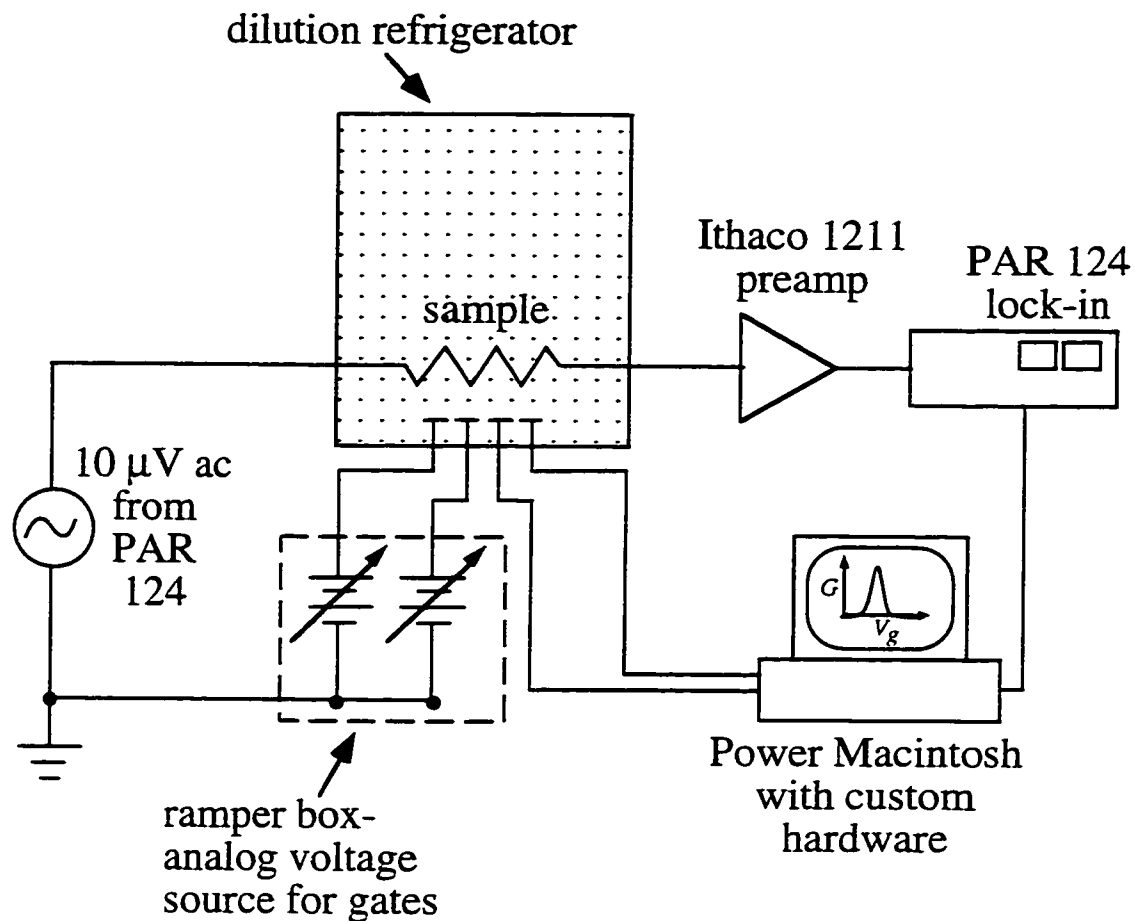 dilution refrigerator
Ithaco 1211
preamp
PAR 124
lock-in
sample
10 μV ac
from
PAR
124
G
V_g
Power Macintosh
with custom
hardware
ramper box-
analog voltage
source for gates